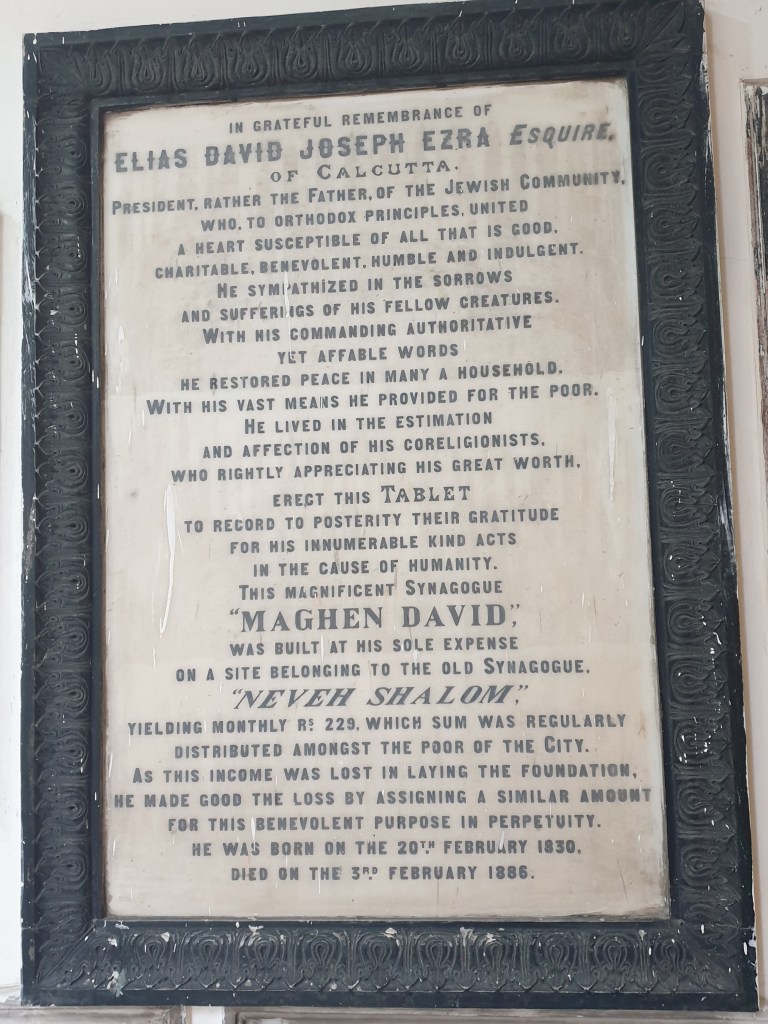 IN GRATEFUL REMEMBRANCE OF
ELIAS DAVID JOSEPH EZRA ESQUIRE.
OF CALCUTTA.
PRESIDENT, RATHER THE FATHER, OF THE JEWISH COMMUNITY,
WHO, TO ORTHODOX PRINCIPLES, UNITED
A HEART SUSCEPTIBLE OF ALL THAT IS GOOD.
CHARITABLE, BENEVOLENT, HUMBLE AND INDULGENT.
HE SYMPATHIZED IN THE SORROWS
AND SUFFERINGS OF HIS FELLOW CREATURES.
WITH HIS COMMANDING AUTHORITATIVE
YET AFFABLE WORDS
HE RESTORED PEACE IN MANY A HOUSEHOLD.
WITH HIS VAST MEANS HE PROVIDED FOR THE POOR.
HE LIVED IN THE ESTIMATION
AND AFFECTION OF HIS CORELIGIONISTS,
WHO RIGHTLY APPRECIATING HIS GREAT WORTH,
ERECT THIS TABLET
TO RECORD TO POSTERITY THEIR GRATITUDE
FOR HIS INNUMERABLE KIND ACTS
IN THE CAUSE OF HUMANITY.
THIS MAGNIFICENT SYNAGOGUE
"MAGHEN DAVID",
WAS BUILT AT HIS SOLE EXPENSE
ON A SITE BELONGING TO THE OLD SYNAGOGUE,
"NEVEH SHALOM",
YIELDING MONTHLY RS 229, WHICH SUM WAS REGULARLY
DISTRIBUTED AMONGST THE POOR OF THE CITY.
AS THIS INCOME WAS LOST IN LAYING THE FOUNDATION,
HE MADE GOOD THE LOSS BY ASSIGNING A SIMILAR AMOUNT
FOR THIS BENEVOLENT PURPOSE IN PERPETUITY.
HE WAS BORN ON THE 20TH FEBRUARY 1830,
DIED ON THE 3RD FEBRUARY 1886.